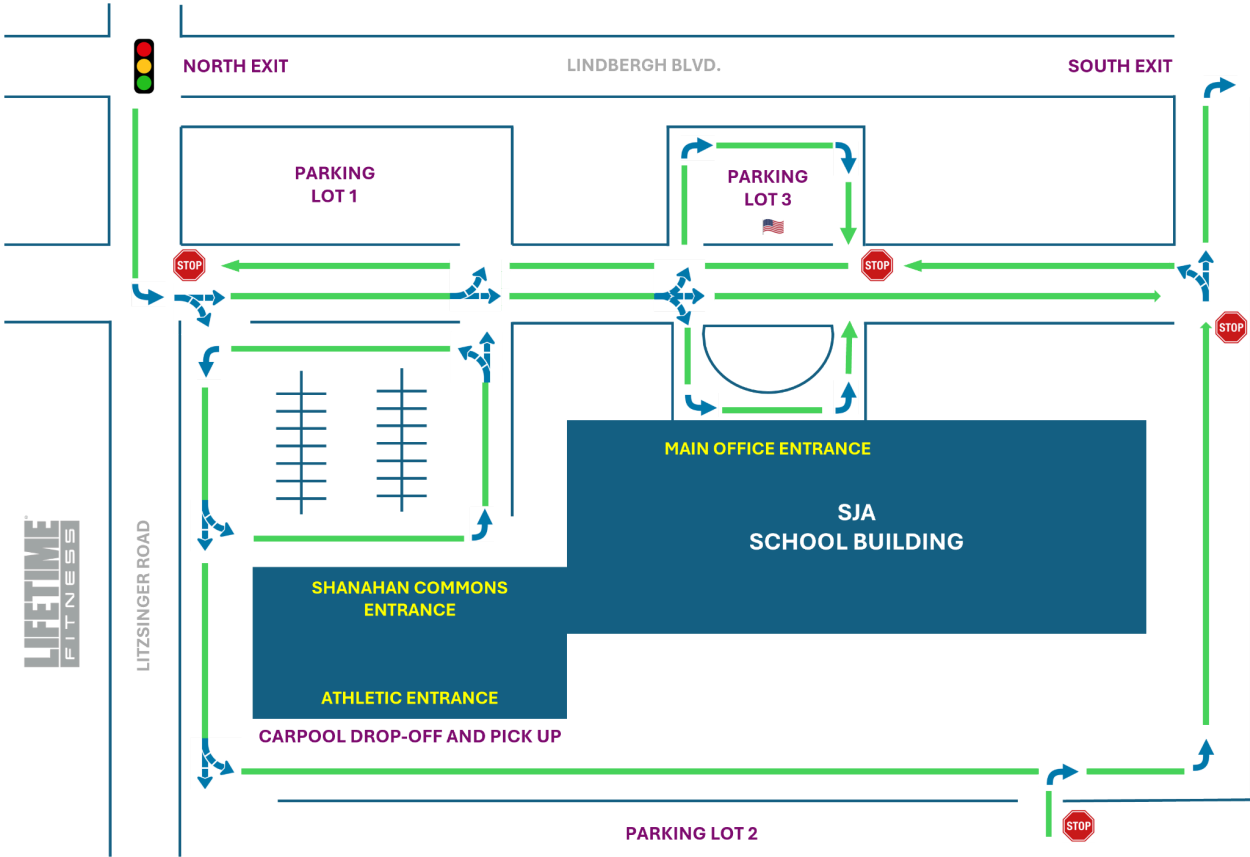 NORTH EXIT
LINDBERGH BLVD.
SOUTH EXIT
PARKING
LOT 1
PARKING
LOT 3
STOP
STOP
STOP
MAIN OFFICE ENTRANCE
SJA
SCHOOL BUILDING
LIFETIME
FITNESS
LITZSINGER ROAD
SHANAHAN COMMONS
ENTRANCE
ATHLETIC ENTRANCE
CARPOOL DROP-OFF AND PICK UP
STOP
PARKING LOT 2